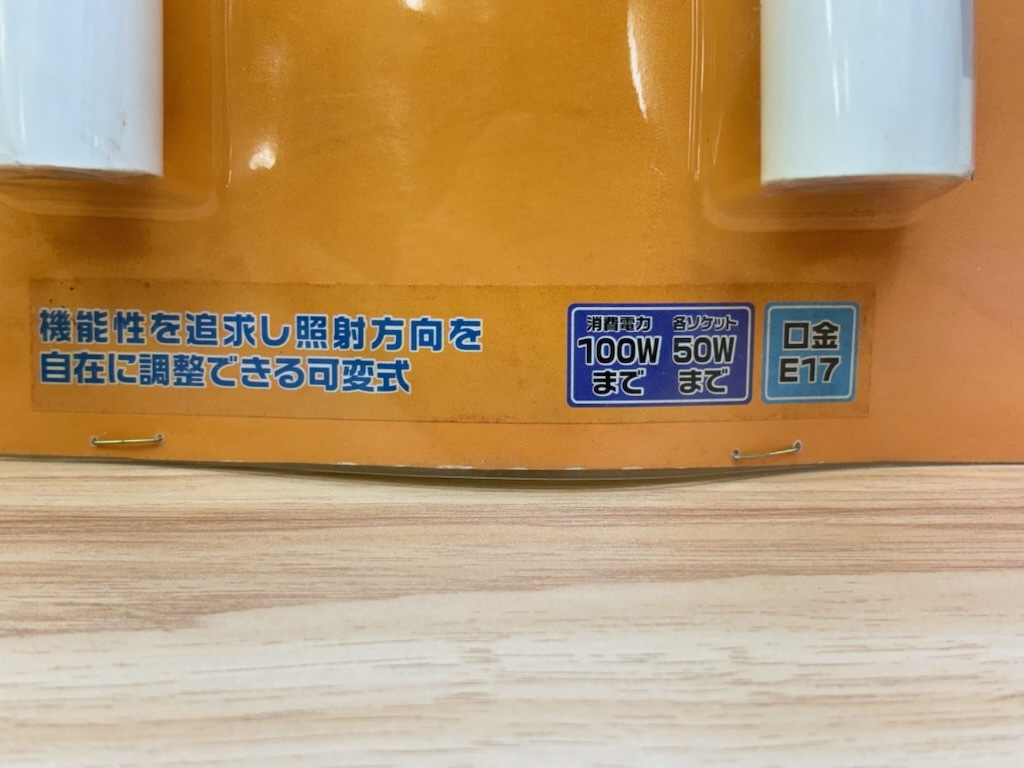 機能性を追求し照射方向を
自在に調整できる可変式
消費電力
100W
まで
各ソケット
50W
まで
口金
E17